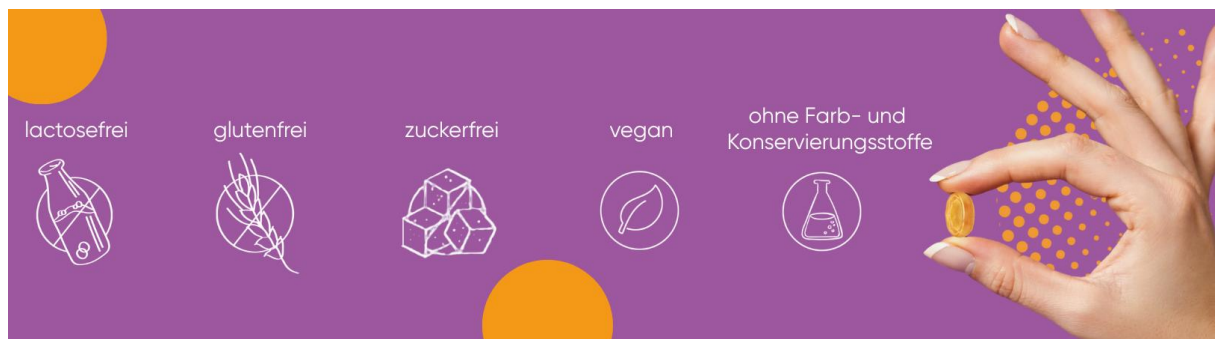 lactosefrei
glutenfrei
zuckerfrei
vegan
ohne Farb- und
Konservierungsstoffe